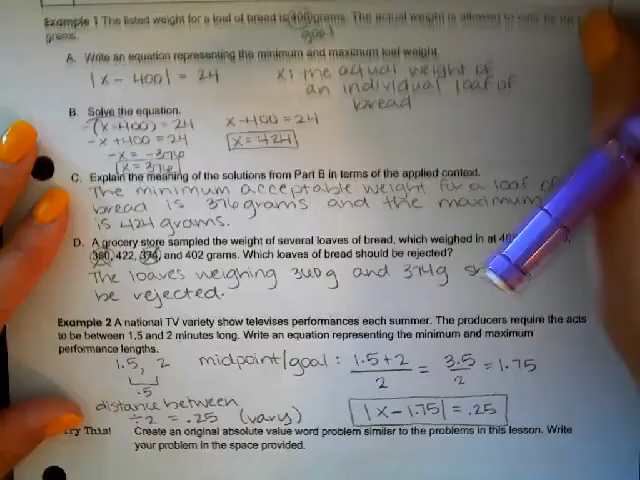 Example 1 The listed weight for a loaf of bread is 400 grams. The actual weight is allowed to vary by
goal
grams.
A. Write an equation representing the minimum and maximum loaf weight.
|x - 400| = 24 x: the actual weight of
an individual loaf of
bread
B. Solve the equation.
-(x-400) = 24 x-400 = 24
-x + 400 = 24 x = 424
-x = -376
x = 376
C. Explain the meaning of the solutions from Part B in terms of the applied context.
The minimum acceptable weight for a loaf of
bread is 376 grams and the maximum
is 424 grams.
D. A grocery store sampled the weight of several loaves of bread, which weighed in at
360, 422, 374, and 402 grams. Which loaves of bread should be rejected?
The loaves weighing 360g and 374g
be rejected.
Example 2 A national TV variety show televises performances each summer. The producers require the acts
to be between 1.5 and 2 minutes long. Write an equation representing the minimum and maximum
performance lengths.
1.5, 2 midpoint/goal: 1.5+2 / 2 = 3.5 / 2 = 1.75
.5
distance between
÷2 = .25 (vary) |x - 1.75| = .25
Try This! Create an original absolute value word problem similar to the problems in this lesson. Write
your problem in the space provided.